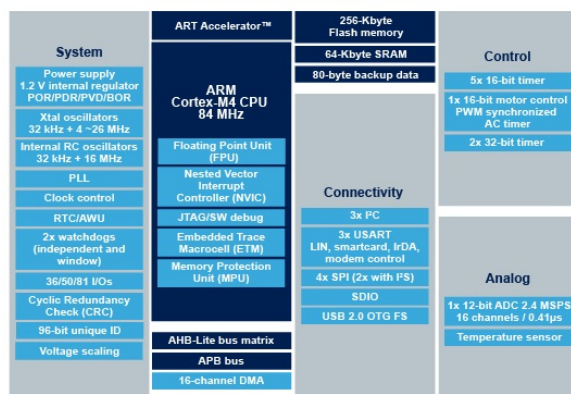 System
Power supply
1.2 V internal regulator
POR/PDR/PVD/BOR
Xtal oscillators
32 kHz + 4 ~26 MHz
Internal RC oscillators
32 kHz + 16 MHz
PLL
Clock control
RTC/AWU
2x watchdogs
(independent and
window)
36/50/81 I/Os
Cyclic Redundancy
Check (CRC)
96-bit unique ID
Voltage scaling
ART Accelerator™
ARM
Cortex-M4 CPU
84 MHz
Floating Point Unit
(FPU)
Nested Vector
Interrupt
Controller (NVIC)
JTAG/SW debug
Embedded Trace
Macrocell (ETM)
Memory Protection
Unit (MPU)
AHB-Lite bus matrix
APB bus
16-channel DMA
256-Kbyte
Flash memory
64-Kbyte SRAM
80-byte backup data
Connectivity
3x I²C
3x USART
LIN, smartcard, IrDA,
modem control
4x SPI (2x with I²S)
SDIO
USB 2.0 OTG FS
Control
5x 16-bit timer
1x 16-bit motor control
PWM synchronized
AC timer
2x 32-bit timer
Analog
1x 12-bit ADC 2.4 MSPS
16 channels / 0.41µs
Temperature sensor